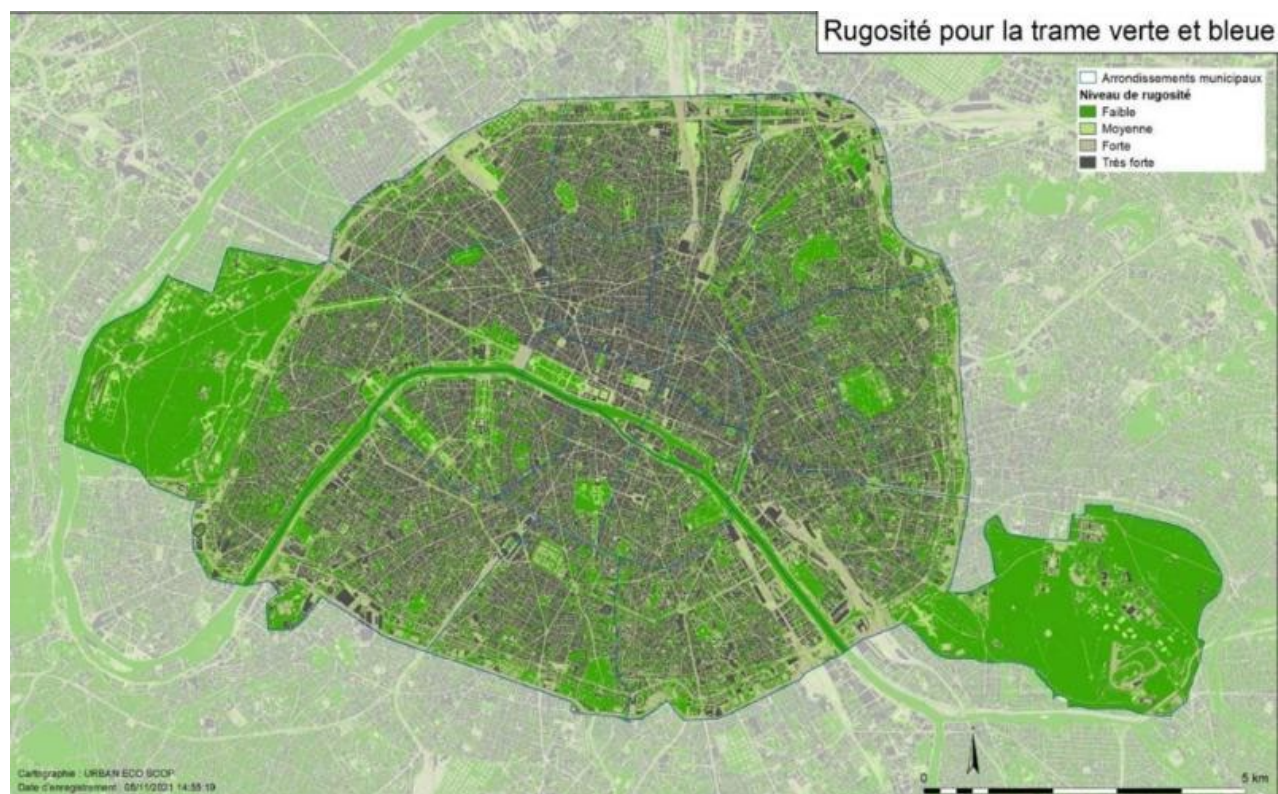 Rugosité pour la trame verte et bleue
Arrondissements municipaux
Niveau de rugosité
Faible
Moyenne
Forte
Très forte
Cartographie : URBAN ECO SCOP
Date d'enregistrement : 05/11/2021 14:55:19
0 5 km